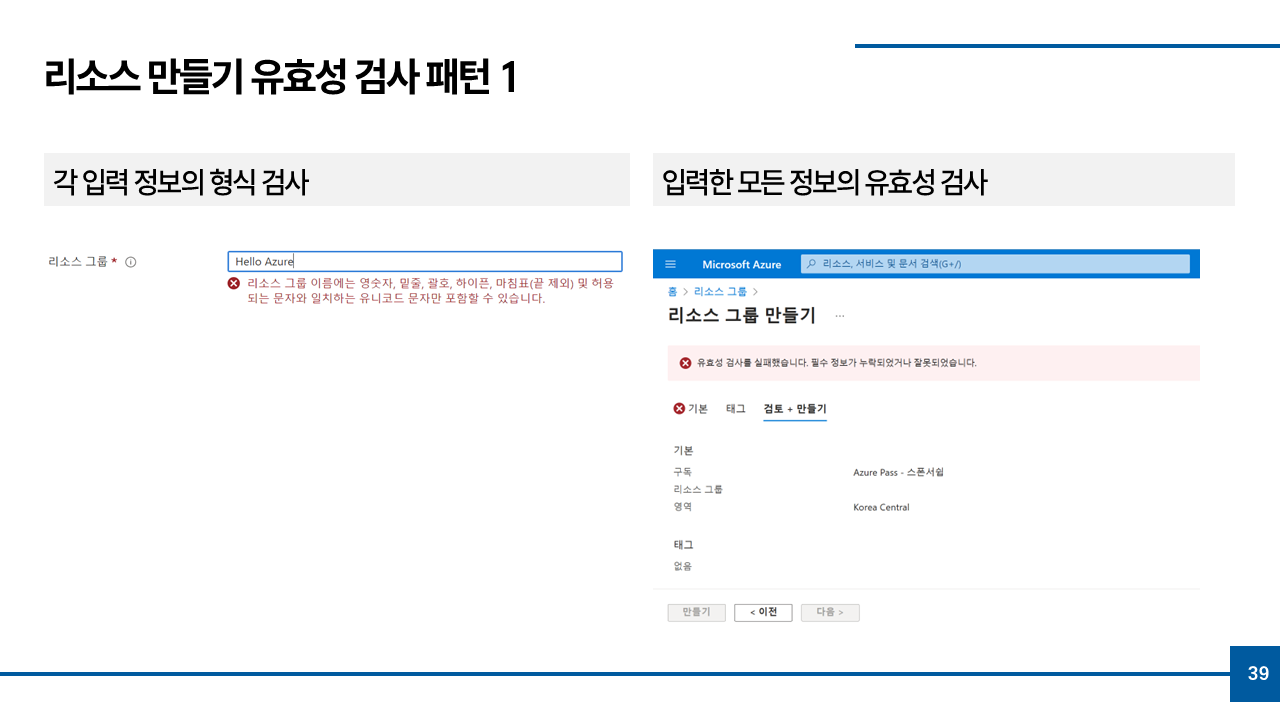 리소스 만들기 유효성 검사 패턴 1
각 입력 정보의 형식 검사
리소스 그룹 *
Hello Azure
리소스 그룹 이름에는 영숫자, 밑줄, 괄호, 하이픈, 마침표(끝 제외) 및 허용
되는 문자와 일치하는 유니코드 문자만 포함할 수 있습니다.
입력한 모든 정보의 유효성 검사
Microsoft Azure
리소스, 서비스 및 문서 검색(G+/)
홈 > 리소스 그룹 >
리소스 그룹 만들기 ...
유효성 검사를 실패했습니다. 필수 정보가 누락되었거나 잘못되었습니다.
기본 태그 검토 + 만들기
기본
구독 Azure Pass - 스폰서쉽
리소스 그룹
영역 Korea Central
태그
없음
만들기 < 이전 다음 >
39